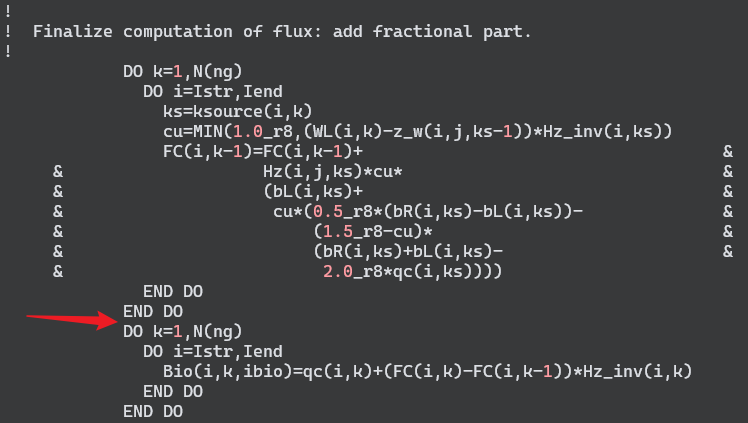 !
!  Finalize computation of flux: add fractional part.
!
            DO k=1,N(ng)
              DO i=Istr,Iend
                ks=ksource(i,k)
                cu=MIN(1.0_r8,(WL(i,k)-z_w(i,j,ks-1))*Hz_inv(i,ks))
                FC(i,k-1)=FC(i,k-1)+                                    &
     &                    Hz(i,j,ks)*cu*                                &
     &                    (bL(i,ks)+                                    &
     &                     cu*(0.5_r8*(bR(i,ks)-bL(i,ks))-              &
     &                         (1.5_r8-cu)*                             &
     &                         (bR(i,ks)+bL(i,ks)-                      &
     &                          2.0_r8*qc(i,ks))))
              END DO
            END DO
            DO k=1,N(ng)
              DO i=Istr,Iend
                Bio(i,k,ibio)=qc(i,k)+(FC(i,k)-FC(i,k-1))*Hz_inv(i,k)
              END DO
            END DO